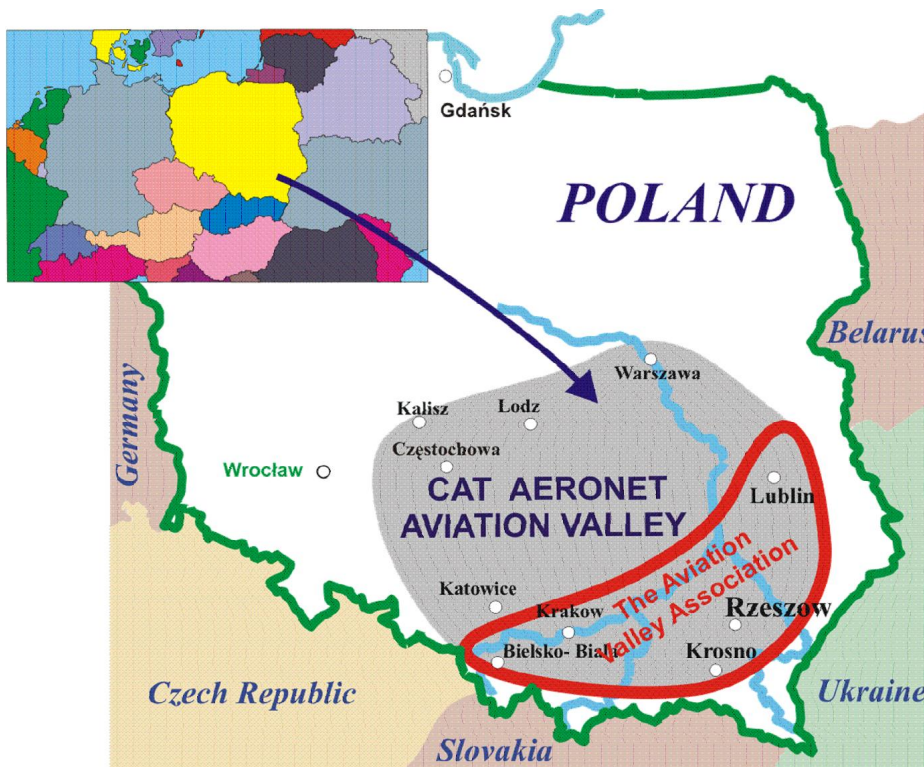 Gdańsk
POLAND
Belarus
Germany
Warszawa
Kalisz
Lodz
Częstochowa
Wrocław
CAT AERONET
AVIATION VALLEY
Lublin
The Aviation
Valley Association
Katowice
Krakow
Rzeszow
Bielsko- Biala
Krosno
Czech Republic
Ukraine
Slovakia